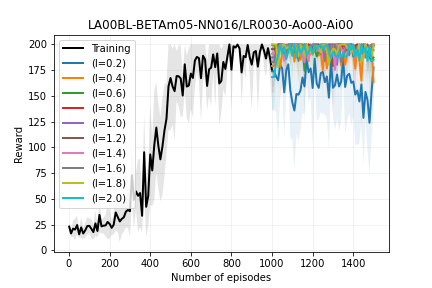 LA00BL-BETAm05-NN016/LR0030-Ao00-Ai00
Reward
200
175
150
125
100
75
50
25
0
Training
(l=0.2)
(l=0.4)
(l=0.6)
(l=0.8)
(l=1.0)
(l=1.2)
(l=1.4)
(l=1.6)
(l=1.8)
(l=2.0)
0 200 400 600 800 1000 1200 1400
Number of episodes